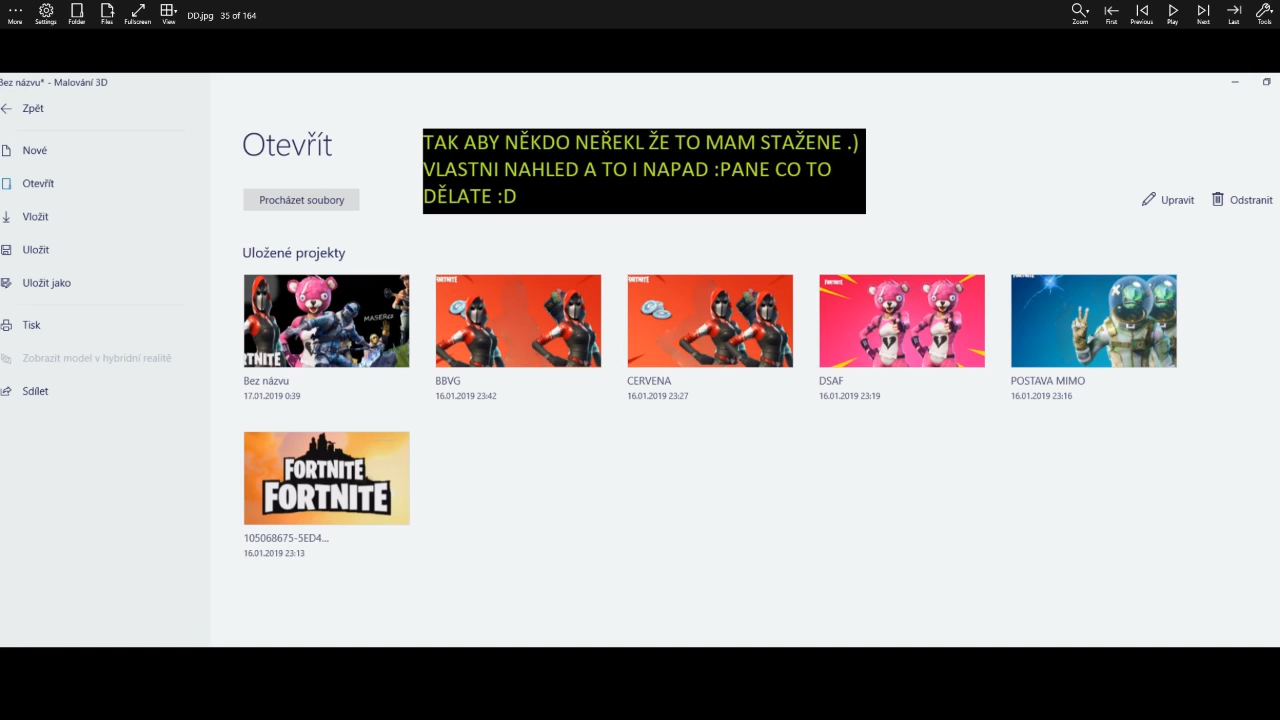 More
Settings
Folder
Files
Fullscreen
View
DD.jpg 35 of 164
Zoom
First
Previous
Play
Next
Last
Tools
Bez názvu* - Malování 3D
Zpět
Nové
Otevřít
Vložit
Uložit
Uložit jako
Tisk
Zobrazit model v hybridní realitě
Sdílet
Otevřít
TAK ABY NĚKDO NEŘEKL ŽE TO MAM STAŽENE .)
VLASTNI NAHLED A TO I NAPAD :PANE CO TO
DĚLATE :D
Procházet soubory
Upravit
Odstranit
Uložené projekty
MASERcz
TNITE
Bez názvu
17.01.2019 0:39
FORTNITE
BBVG
16.01.2019 23:42
FORTNITE
CERVENA
16.01.2019 23:27
FORTNITE
DSAF
16.01.2019 23:19
FORTNITE
POSTAVA MIMO
16.01.2019 23:16
FORTNITE
FORTNITE
105068675-5ED4...
16.01.2019 23:13